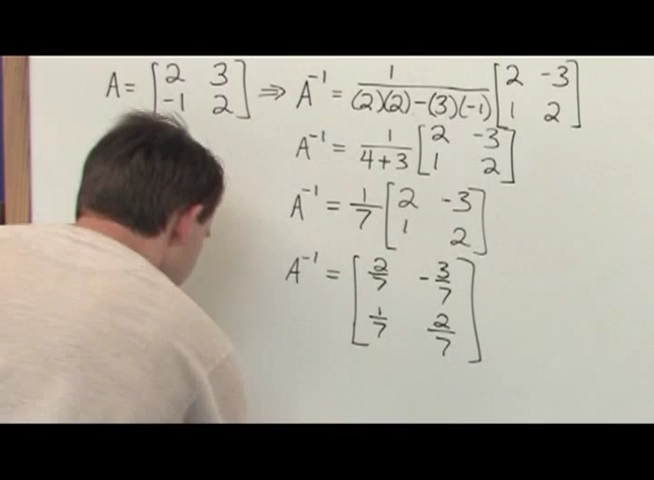 A = [2 3; -1 2] ⇒ A⁻¹ = 1/((2)(2)-(3)(-1)) [2 -3; 1 2]
A⁻¹ = 1/(4+3) [2 -3; 1 2]
A⁻¹ = 1/7 [2 -3; 1 2]
A⁻¹ = [2/7 -3/7; 1/7 2/7]